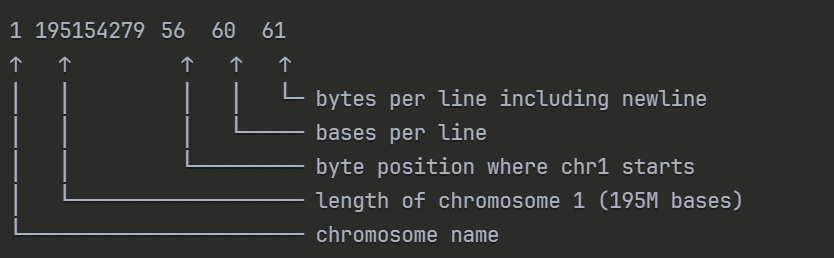 1 195154279 56 60 61
bytes per line including newline
bases per line
byte position where chr1 starts
length of chromosome 1 (195M bases)
chromosome name